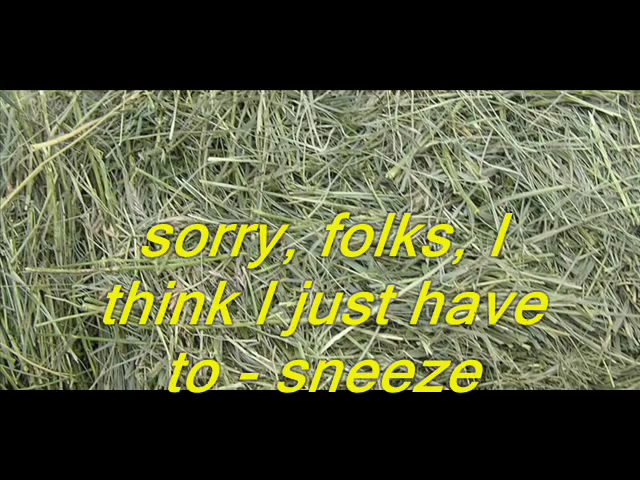 sorry, folks, I
think I just have
to - sneeze